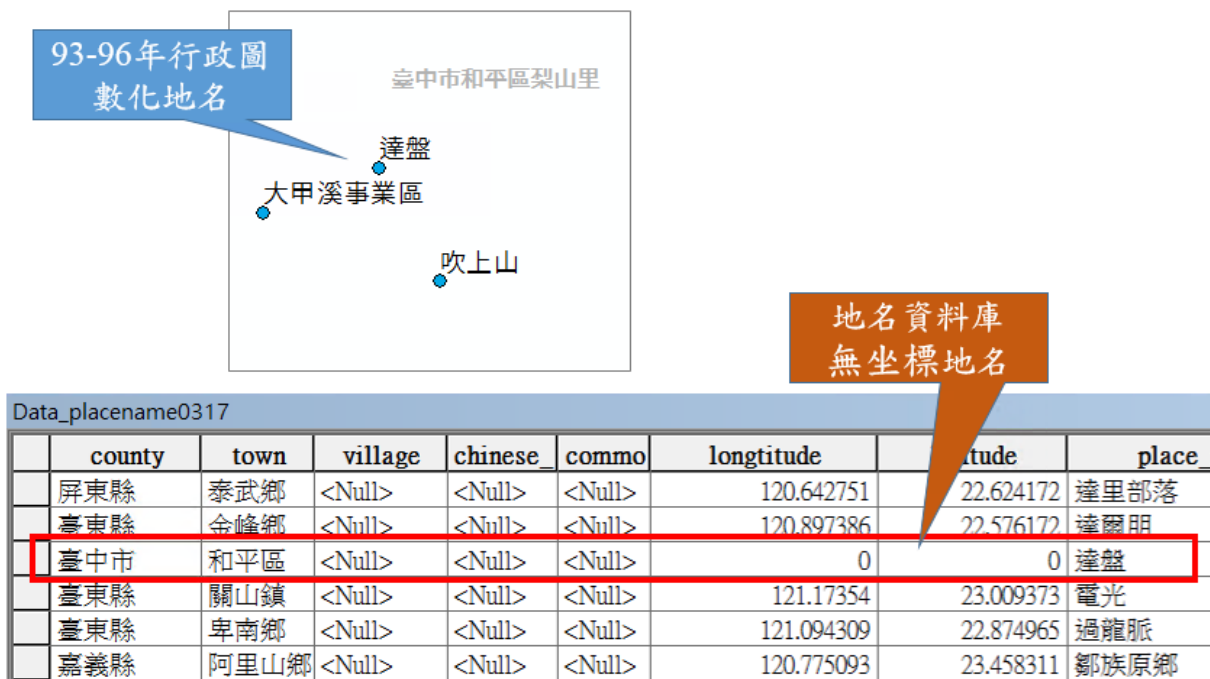 93-96年行政圖
數化地名
臺中市和平區梨山里
達盤
大甲溪事業區
吹上山
地名資料庫
無坐標地名
Data_placename0317
county town village chinese_ commo longtitude itude place_
屏東縣 泰武鄉 <Null> <Null> <Null> 120.642751 22.624172 達里部落
臺東縣 金峰鄉 <Null> <Null> <Null> 120.897386 22.576172 達爾明
臺中市 和平區 <Null> <Null> <Null> 0 0 達盤
臺東縣 關山鎮 <Null> <Null> <Null> 121.17354 23.009373 電光
臺東縣 卑南鄉 <Null> <Null> <Null> 121.094309 22.874965 過龍脈
嘉義縣 阿里山鄉 <Null> <Null> <Null> 120.775093 23.458311 鄒族原鄉